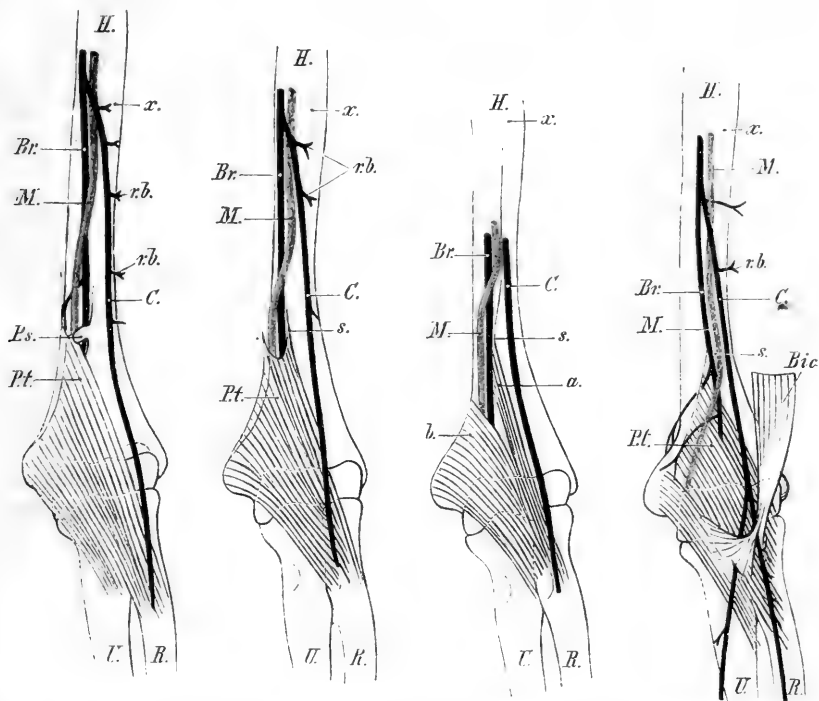 H.
x.
Br.
M.
r.b.
r.b.
C.
P.s.
P.t.
U.
R.
H.
x.
Br.
r.b.
M.
C.
s.
P.t.
U.
R.
H.
x.
Br.
C.
M.
s.
a.
b.
U.
R.
H.
x.
M.
r.b.
Br.
C.
M.
s.
Bic.
P.t.
U.
R.